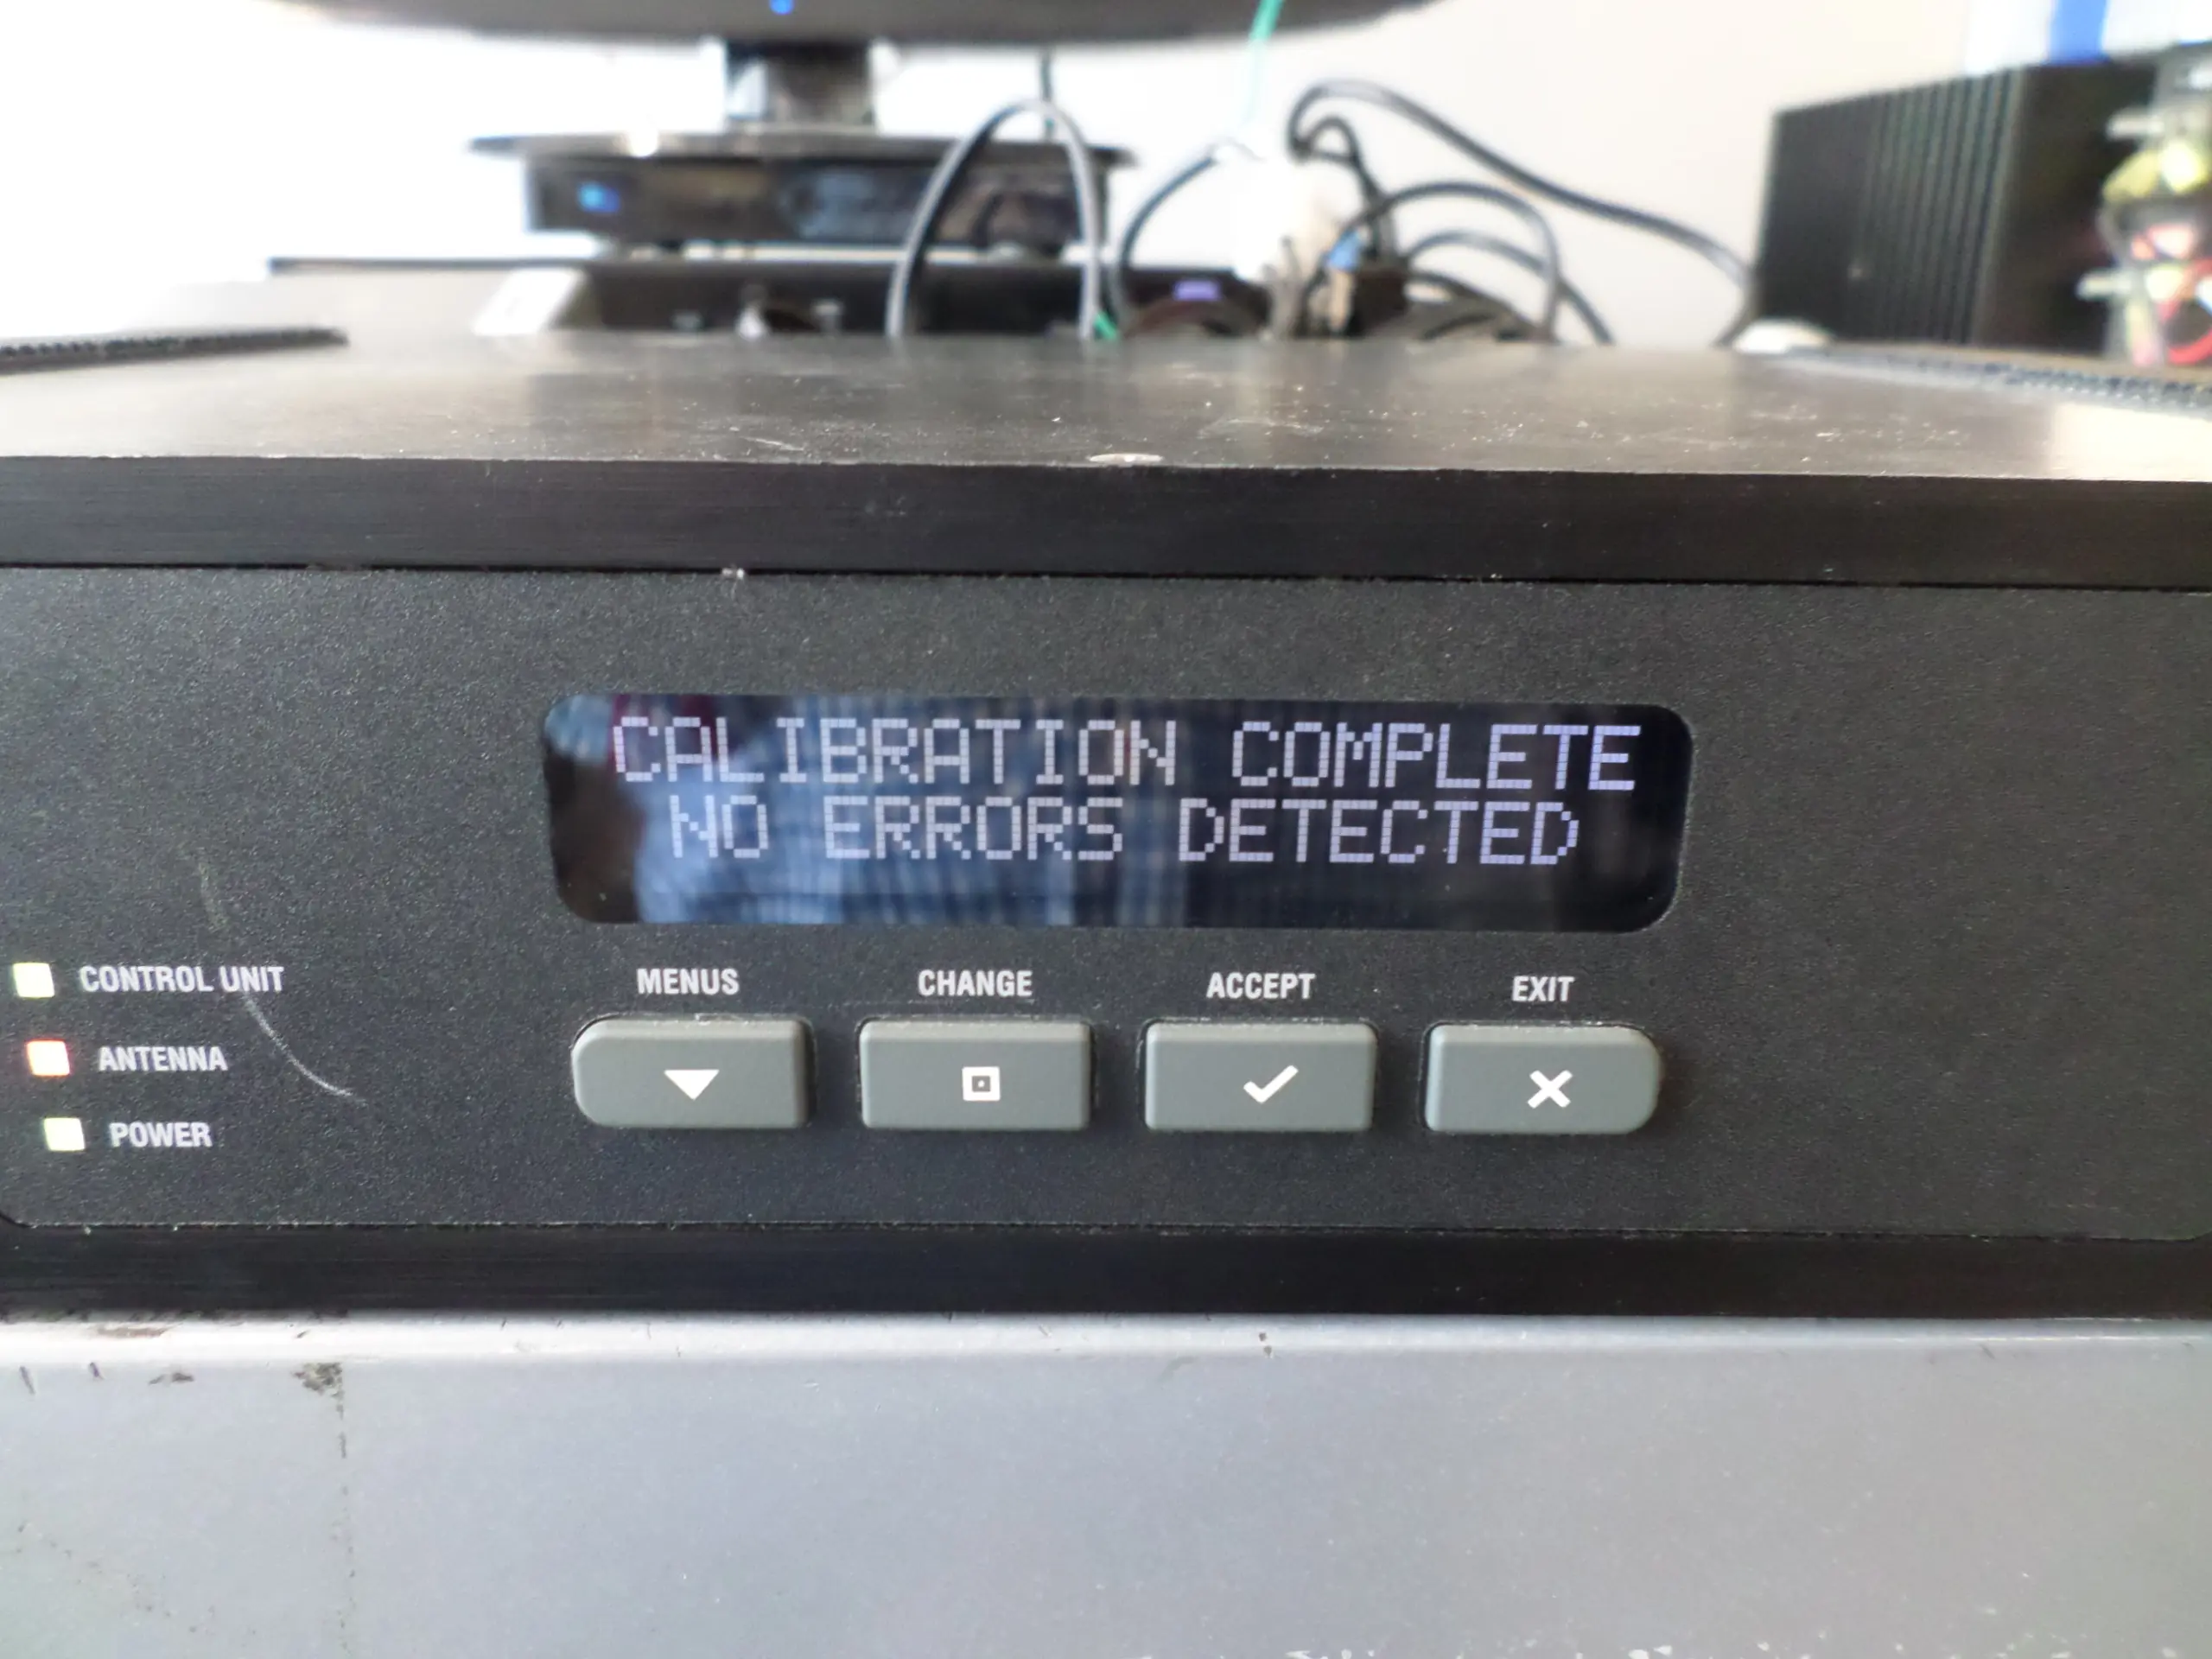 CALIBRATION COMPLETE
NO ERRORS DETECTED
MENUS CHANGE ACCEPT EXIT
CONTROL UNIT
ANTENNA
POWER